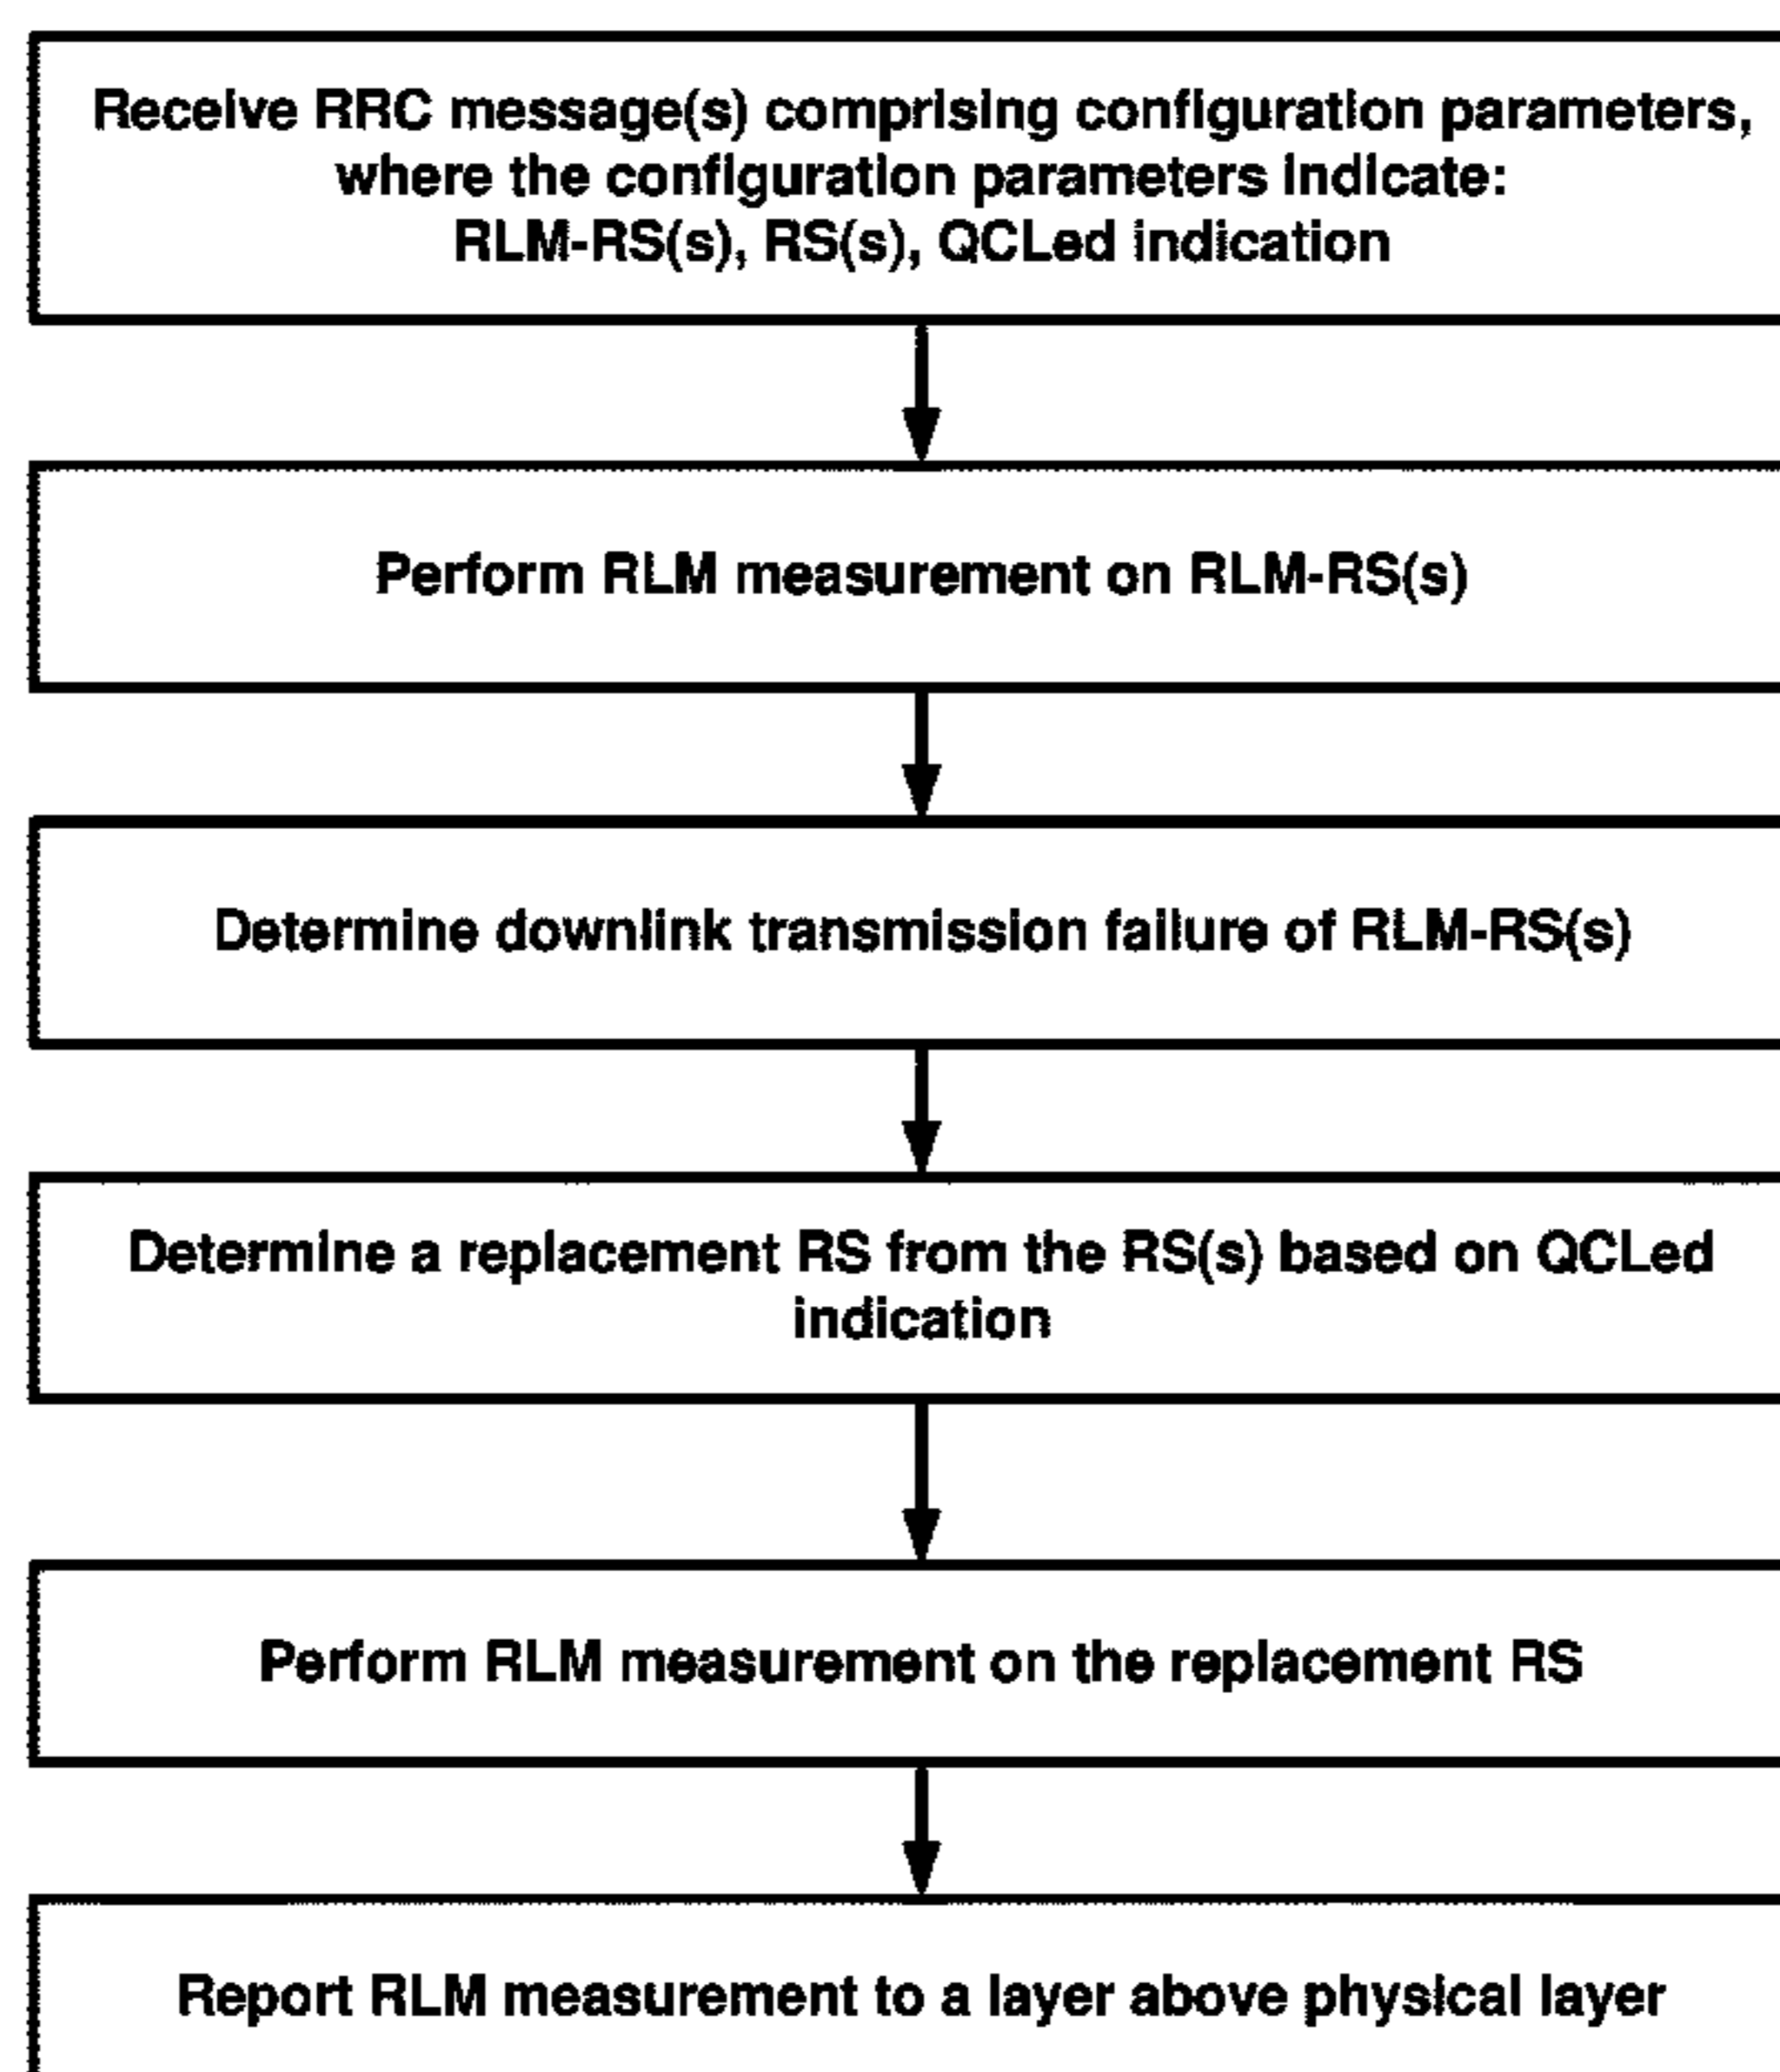 Receive RRC message(s) comprising configuration parameters,
where the configuration parameters indicate:
RLM-RS(s), RS(s), QCLed indication
Perform RLM measurement on RLM-RS(s)
Determine downlink transmission failure of RLM-RS(s)
Determine a replacement RS from the RS(s) based on QCLed
indication
Perform RLM measurement on the replacement RS
Report RLM measurement to a layer above physical layer